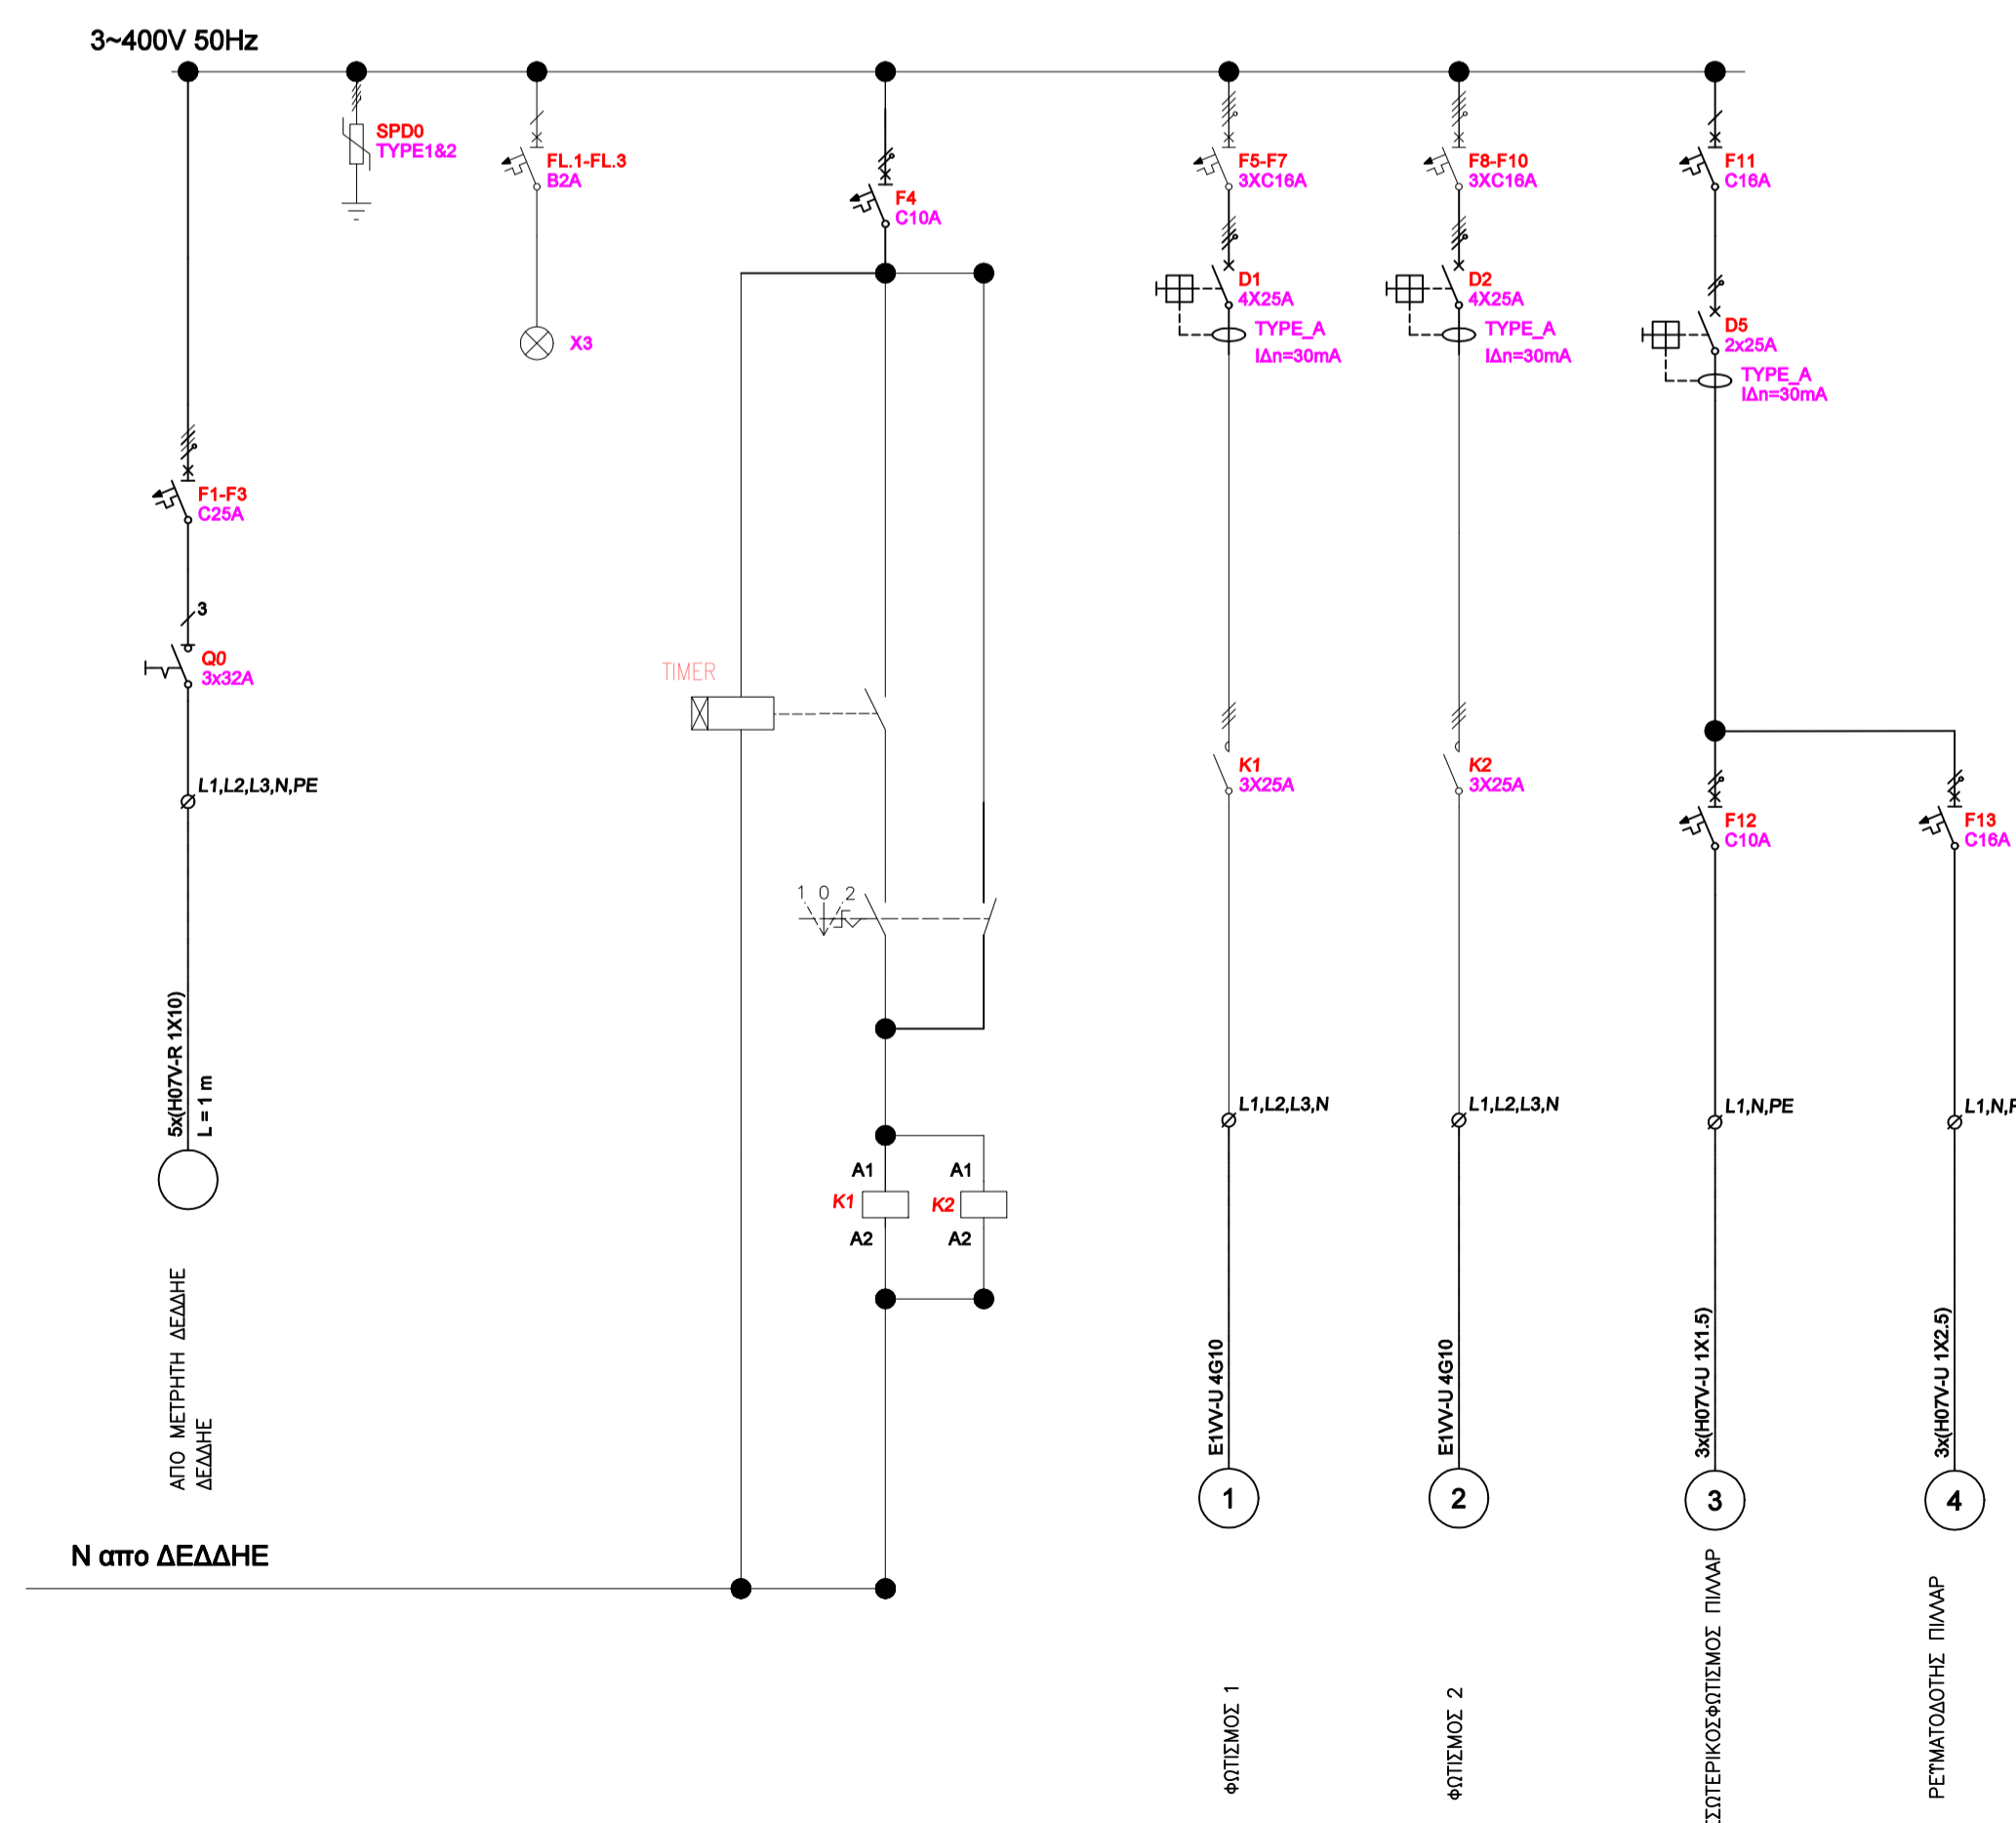 3~400V 50Hz
SPD0
TYPE1&2
FL.1-FL.3
B2A
X3
F4
C10A
F5-F7
3XC16A
D1
4X25A
TYPE_A
IΔn=30mA
F8-F10
3XC16A
D2
4X25A
TYPE_A
IΔn=30mA
F11
C16A
D5
2x25A
TYPE_A
IΔn=30mA
F1-F3
C25A
3
Q0
3x32A
L1,L2,L3,N,PE
5x(H07V-R 1X10)
L = 1 m
ΑΠΟ ΜΕΤΡΗΤΗ ΔΕΔΔΗΕ
ΔΕΔΔΗΕ
TIMER
1 0 2
A1
K1
A2
A1
K2
A2
K1
3X25A
K2
3X25A
F12
C10A
F13
C16A
L1,L2,L3,N
L1,L2,L3,N
L1,N,PE
L1,N,P
E1VV-U 4G10
E1VV-U 4G10
3x(H07V-U 1X1.5)
3x(H07V-U 1X2.5)
1
2
3
4
N απο ΔΕΔΔΗΕ
ΦΩΤΙΣΜΟΣ 1
ΦΩΤΙΣΜΟΣ 2
ΣΩΤΕΡΙΚΟΣΦΩΤΙΣΜΟΣ ΠΙΛΛΑΡ
ΡΕΥΜΑΤΟΔΟΤΗΣ ΠΙΛΛΑΡ